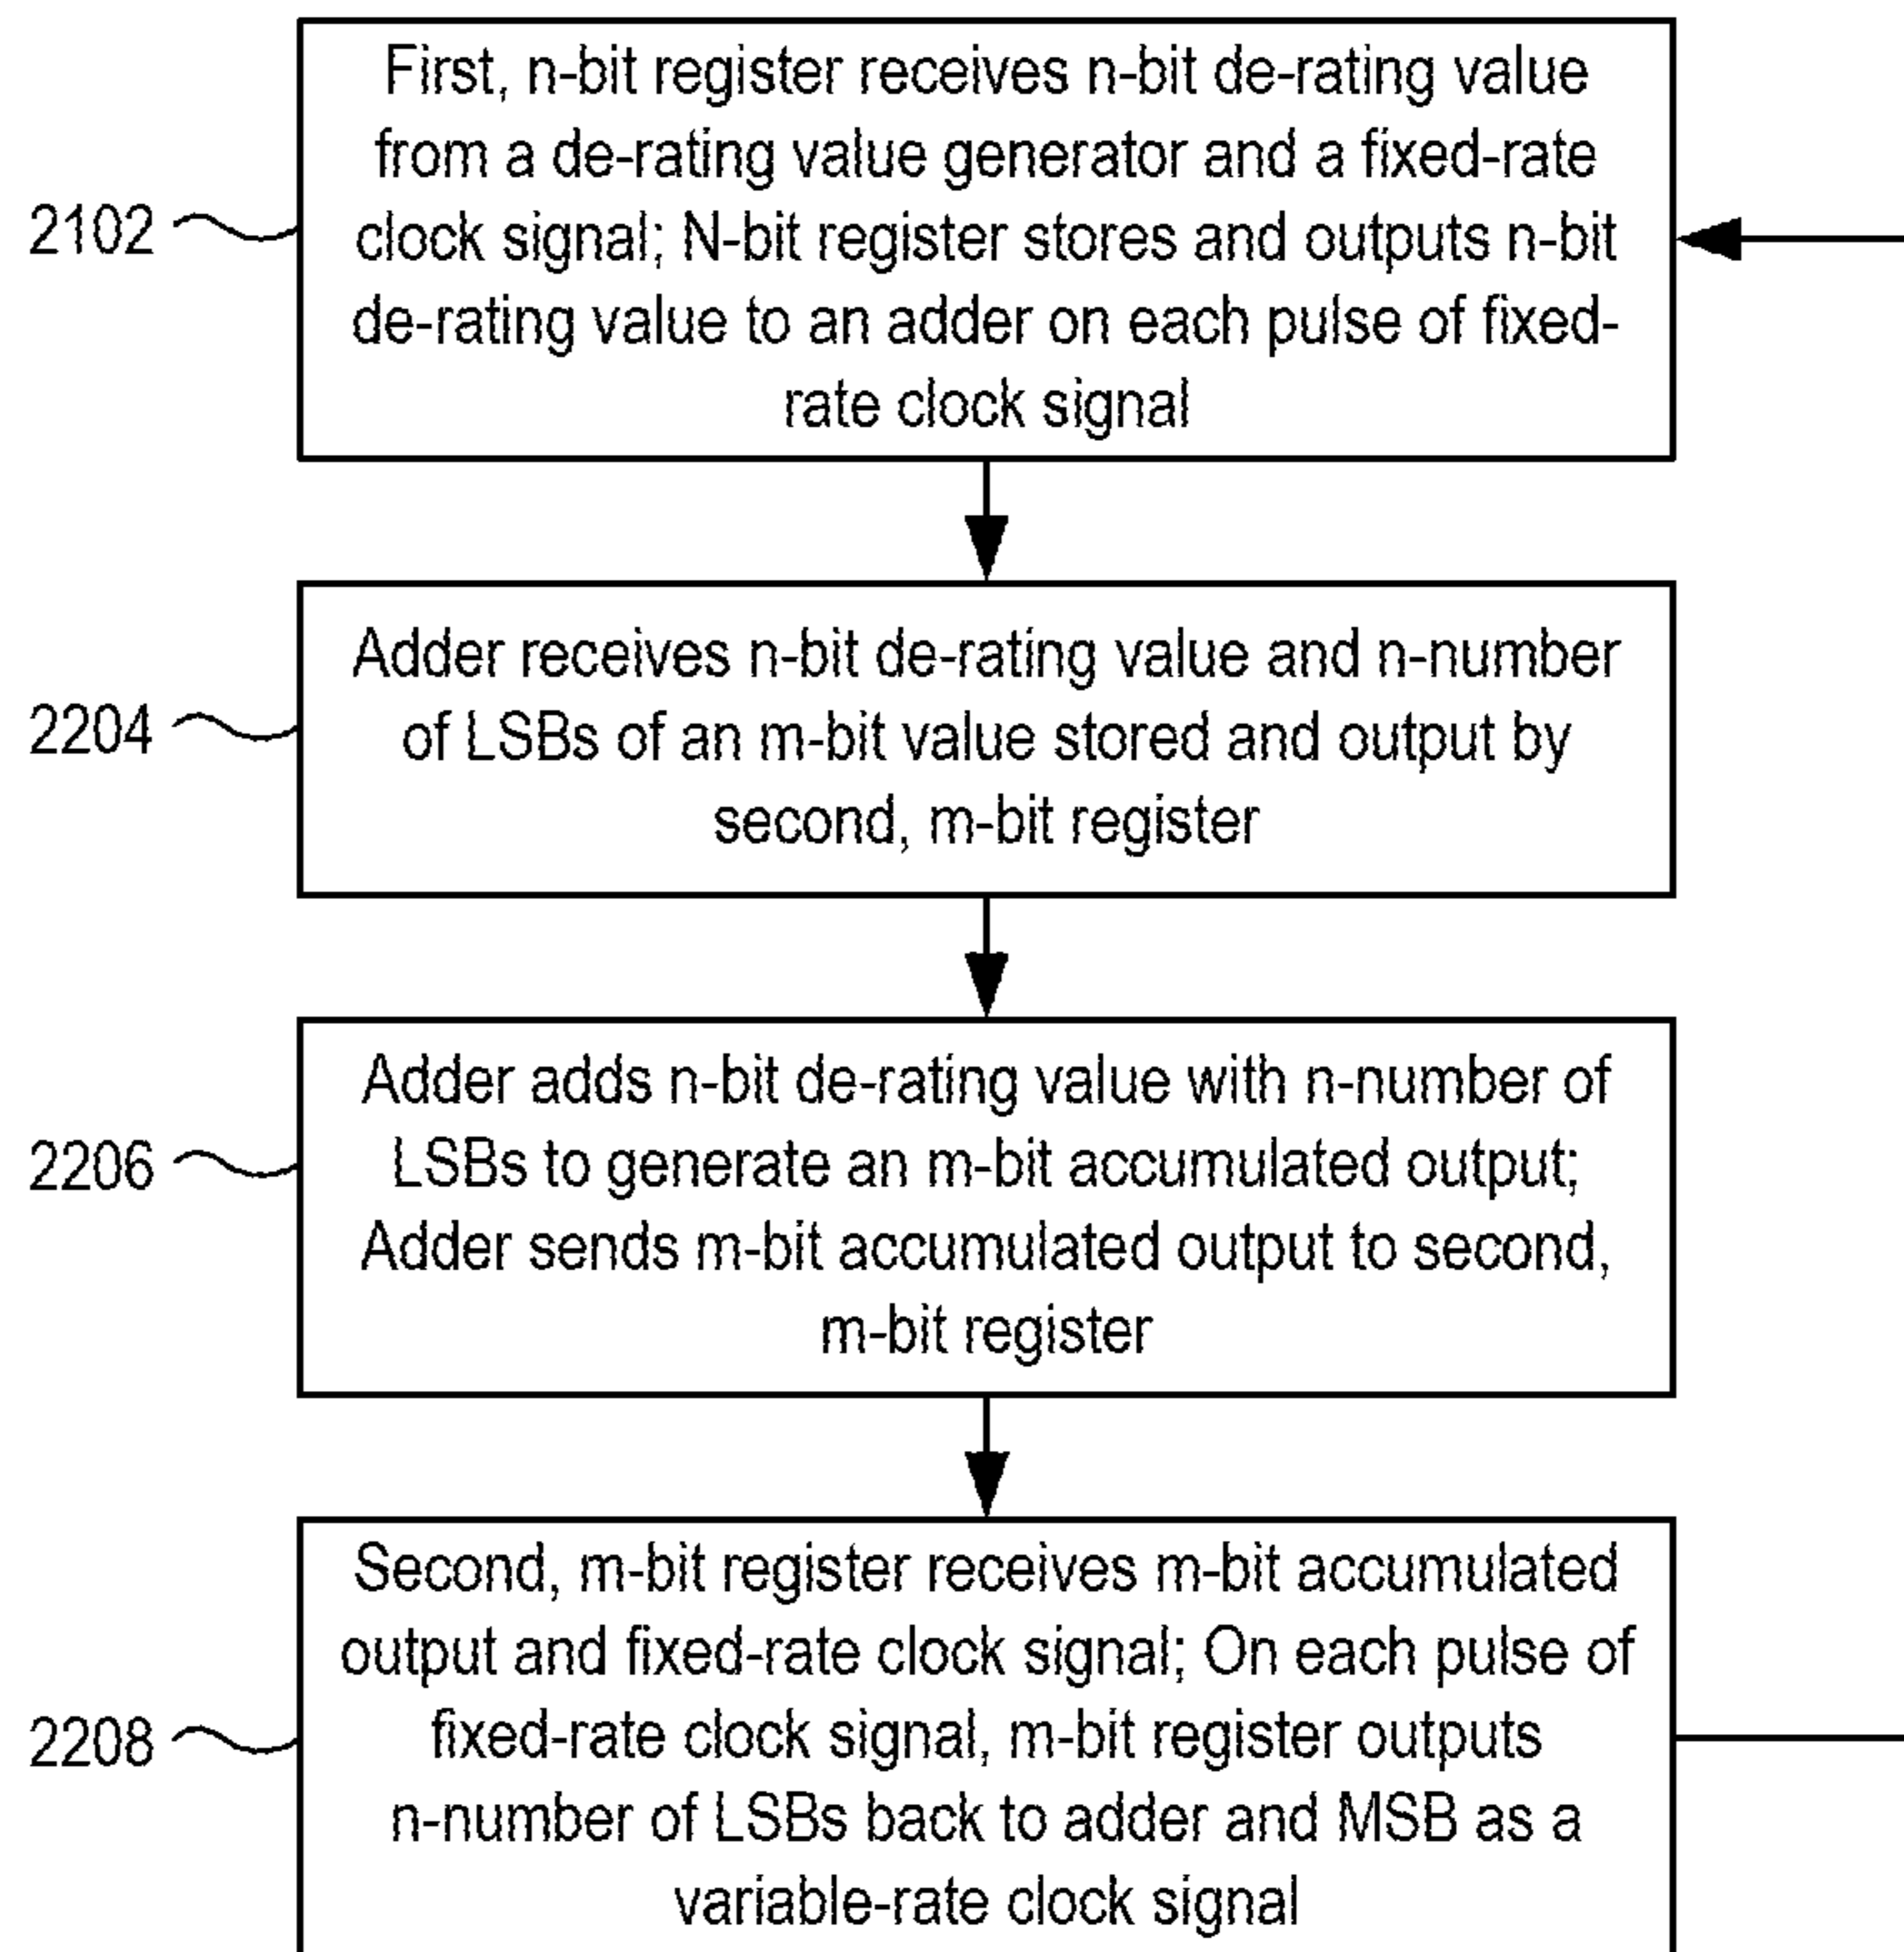 First, n-bit register receives n-bit de-rating value
from a de-rating value generator and a fixed-rate
2102
clock signal; N-bit register stores and outputs n-bit
de-rating value to an adder on each pulse of fixed-
rate clock signal
Adder receives n-bit de-rating value and n-number
2204
of LSBs of an m-bit value stored and output by
second, m-bit register
Adder adds n-bit de-rating value with n-number of
2206
LSBs to generate an m-bit accumulated output;
Adder sends m-bit accumulated output to second,
m-bit register
Second, m-bit register receives m-bit accumulated
output and fixed-rate clock signal; On each pulse of
2208
fixed-rate clock signal, m-bit register outputs
n-number of LSBs back to adder and MSB as a
variable-rate clock signal